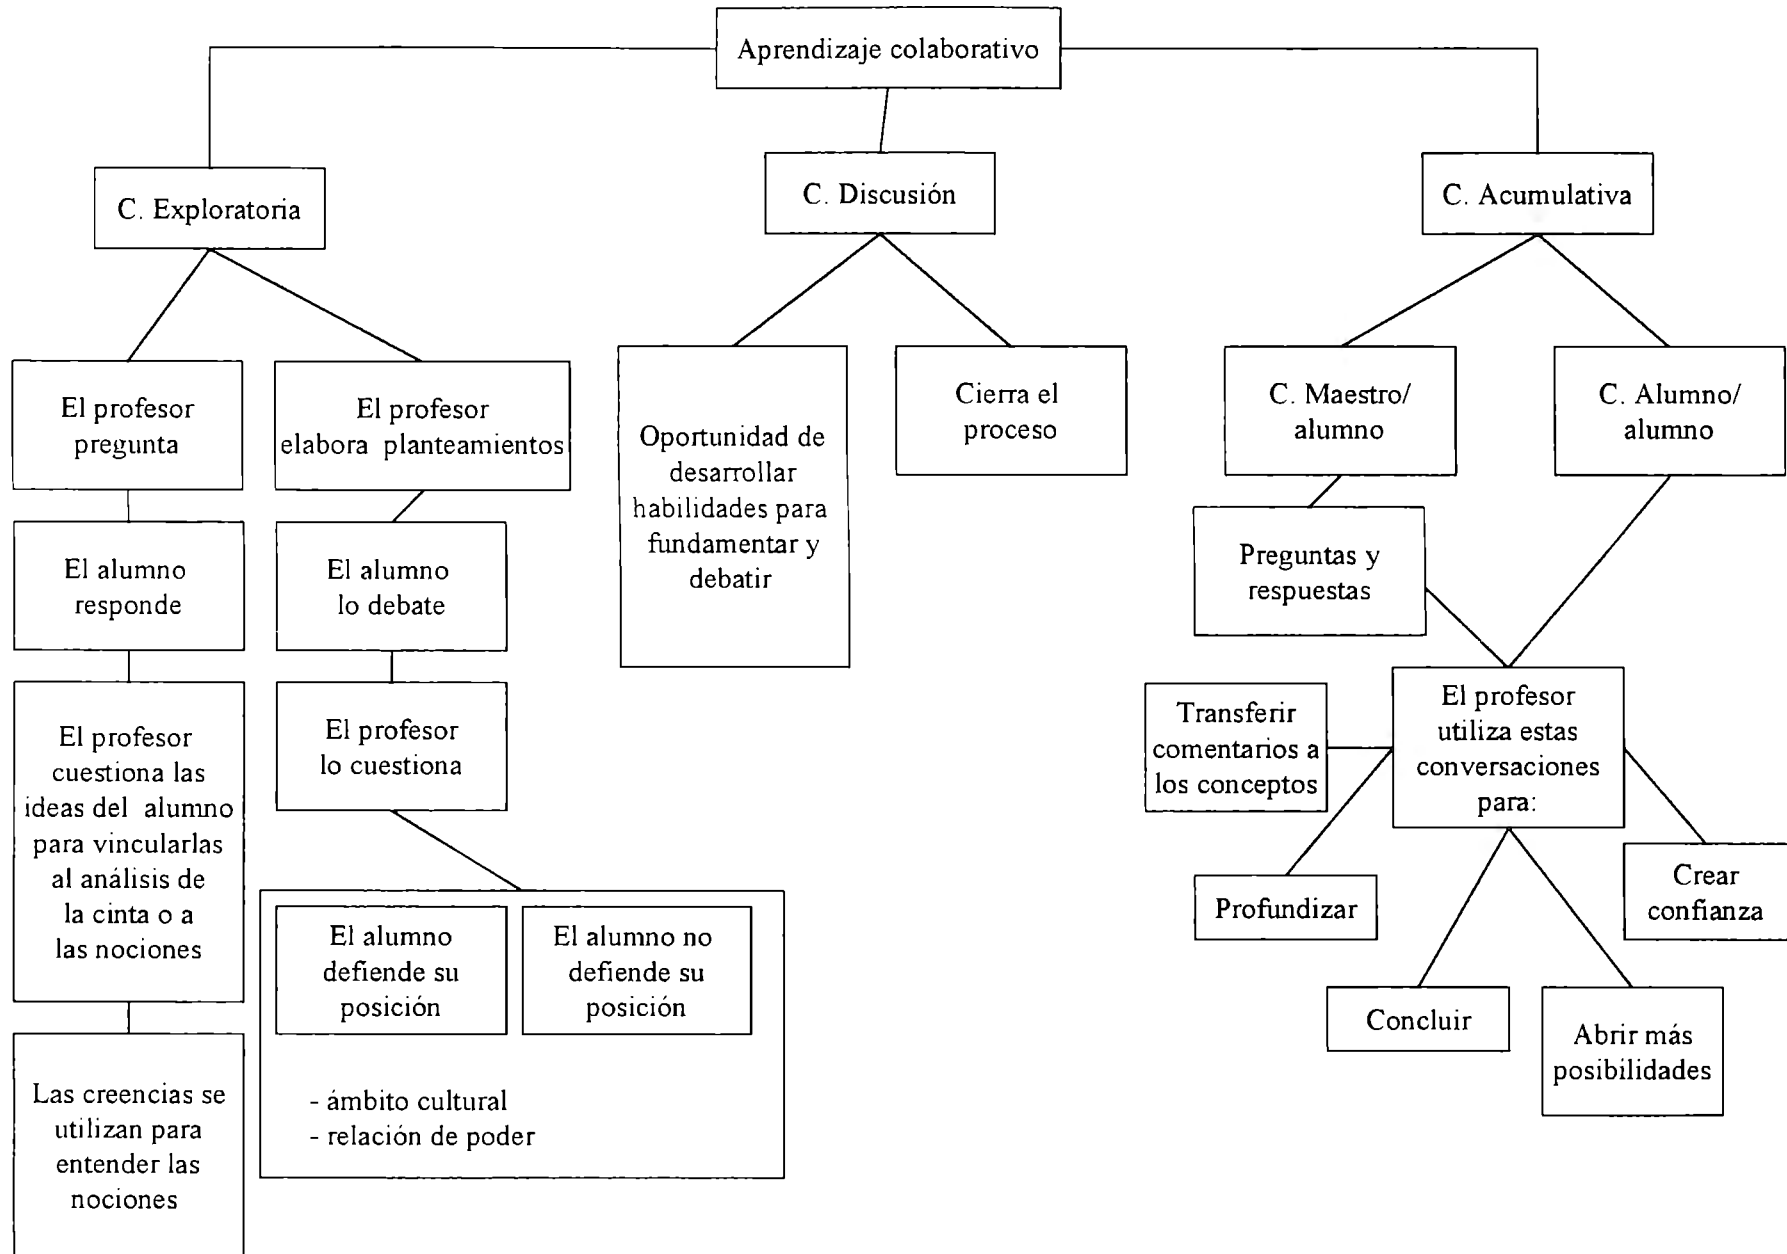 Aprendizaje colaborativo
C. Exploratoria
C. Discusión
C. Acumulativa
El profesor
pregunta
El profesor
elabora planteamientos
Oportunidad de
desarrollar
habilidades para
fundamentar y
debatir
Cierra el
proceso
C. Maestro/
alumno
C. Alumno/
alumno
El alumno
responde
El alumno
lo debate
Preguntas y
respuestas
El profesor
cuestiona las
ideas del alumno
para vincularlas
al análisis de
la cinta o a
las nociones
El profesor
lo cuestiona
Transferir
comentarios a
los conceptos
El profesor
utiliza estas
conversaciones
para:
Profundizar
Crear
confianza
El alumno
defiende su
posición
El alumno no
defiende su
posición
Concluir
Abrir más
posibilidades
Las creencias se
utilizan para
entender las
nociones
- ámbito cultural
- relación de poder